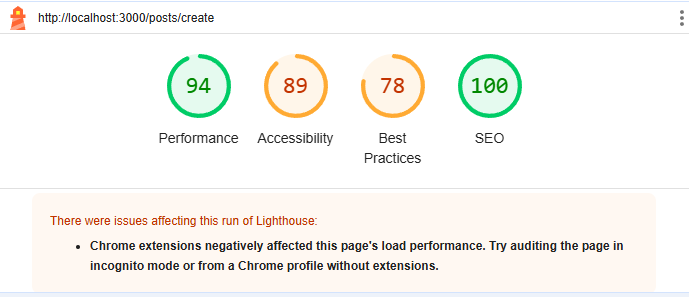 http://localhost:3000/posts/create
94
89
78
100
Performance
Accessibility
Best
Practices
SEO
There were issues affecting this run of Lighthouse:
• Chrome extensions negatively affected this page's load performance. Try auditing the page in
incognito mode or from a Chrome profile without extensions.